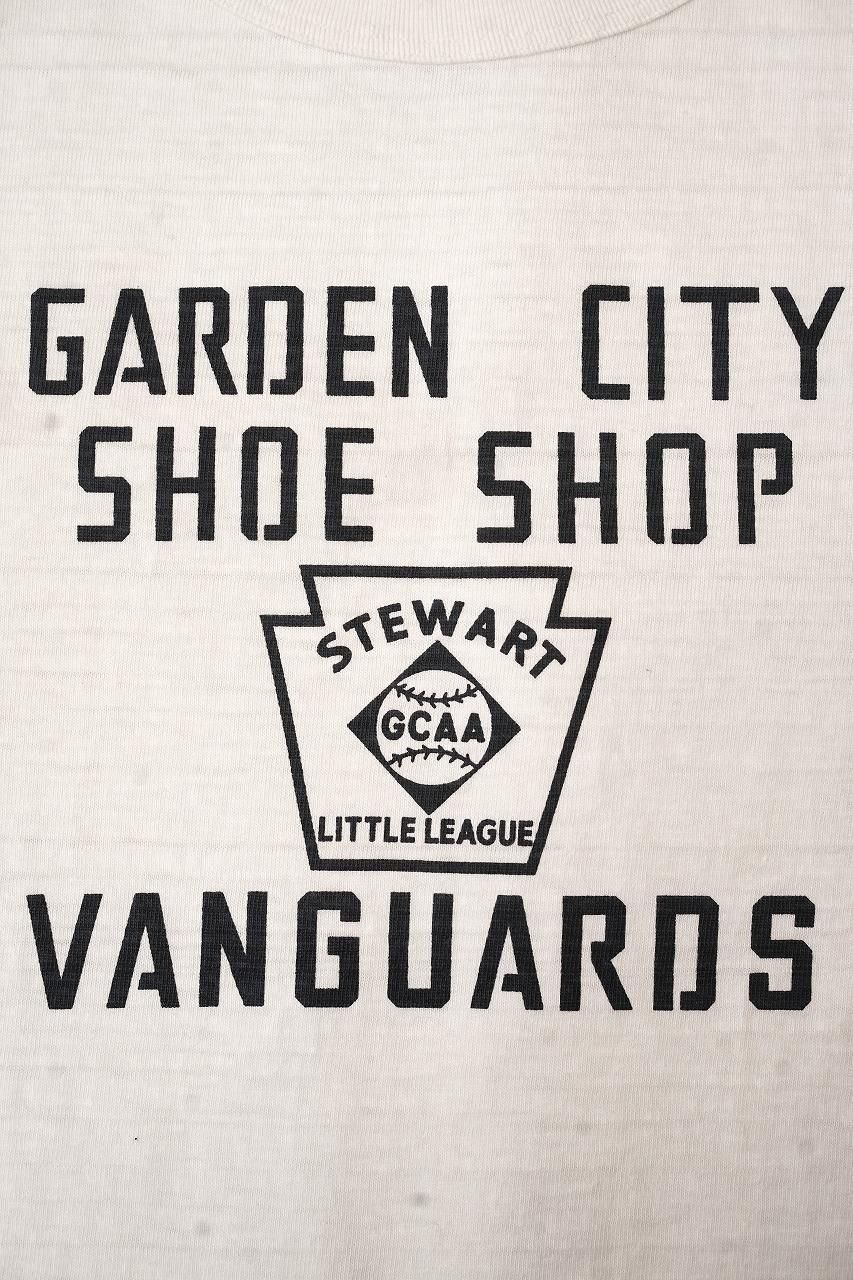 GARDEN CITY
SHOE SHOP
STEWART
GCAA
LITTLE LEAGUE
VANGUARDS